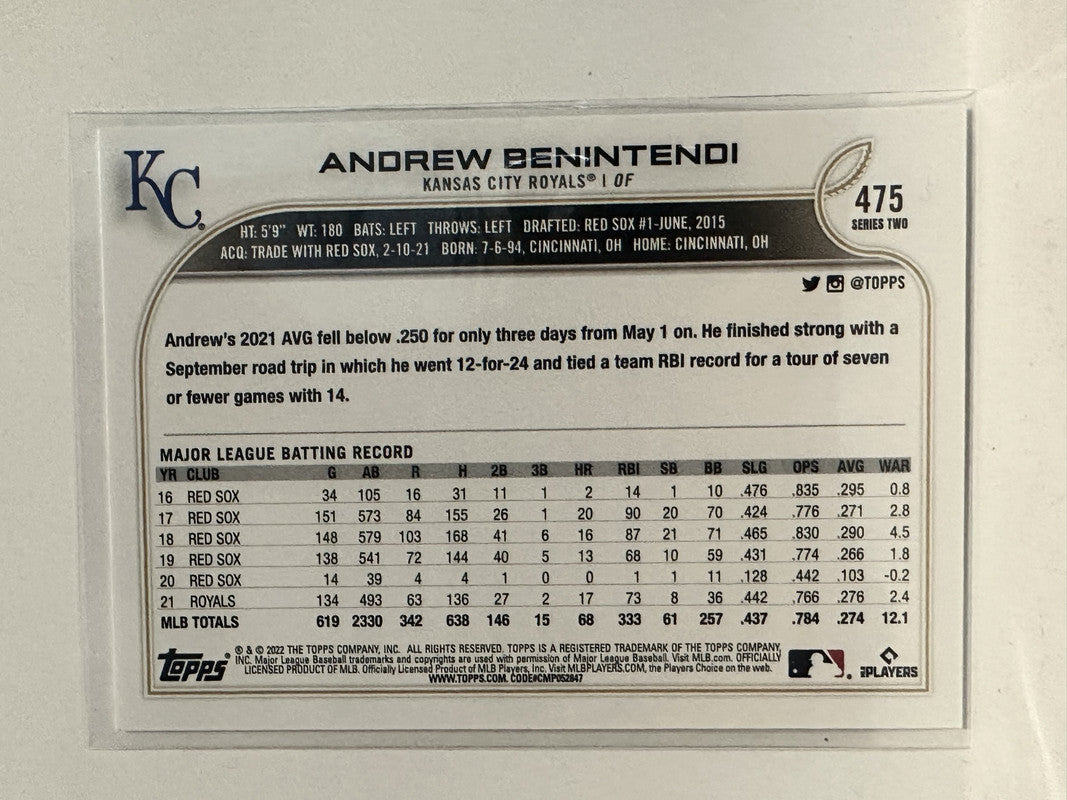 KC
ANDREW BENINTENDI
KANSAS CITY ROYALS® | OF
475
SERIES TWO
HT: 5'9" WT: 180 BATS: LEFT THROWS: LEFT DRAFTED: RED SOX #1-JUNE, 2015
ACQ: TRADE WITH RED SOX, 2-10-21 BORN: 7-6-94, CINCINNATI, OH HOME: CINCINNATI, OH
@TOPPS
Andrew's 2021 AVG fell below .250 for only three days from May 1 on. He finished strong with a
September road trip in which he went 12-for-24 and tied a team RBI record for a tour of seven
or fewer games with 14.
MAJOR LEAGUE BATTING RECORD
YR CLUB G AB R H 2B 3B HR RBI SB BB SLG OPS AVG WAR
16 RED SOX 34 105 16 31 11 1 2 14 1 10 .476 .835 .295 0.8
17 RED SOX 151 573 84 155 26 1 20 90 20 70 .424 .776 .271 2.8
18 RED SOX 148 579 103 168 41 6 16 87 21 71 .465 .830 .290 4.5
19 RED SOX 138 541 72 144 40 5 13 68 10 59 .431 .774 .266 1.8
20 RED SOX 14 39 4 4 1 0 0 1 1 11 .128 .442 .103 -0.2
21 ROYALS 134 493 63 136 27 2 17 73 8 36 .442 .766 .276 2.4
MLB TOTALS 619 2330 342 638 146 15 68 333 61 257 .437 .784 .274 12.1
Topps®
® & © 2022 THE TOPPS COMPANY, INC. ALL RIGHTS RESERVED. TOPPS IS A REGISTERED TRADEMARK OF THE TOPPS COMPANY,
INC. Major League Baseball trademarks and copyrights are used with permission of Major League Baseball. Visit MLB.com. OFFICIALLY
LICENSED PRODUCT OF MLB. Officially Licensed Product of MLB Players, Inc. Visit MLBPLAYERS.COM, the Players Choice on the web.
WWW.TOPPS.COM. CODE#CMP052847
PLAYERS